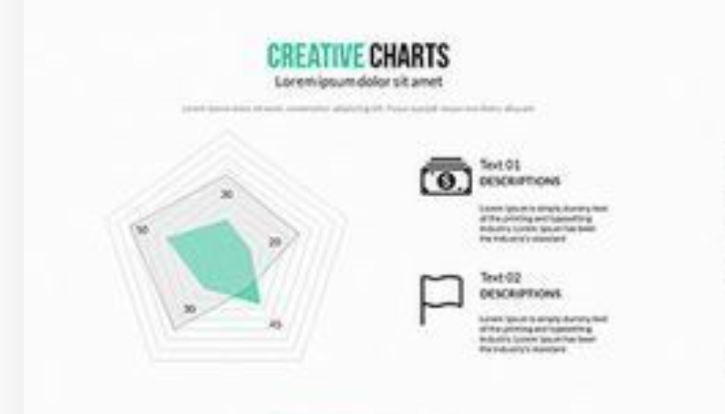 CREATIVE CHARTS
Lorem ipsum dolor sit amet
30
50
20
30
45
Text 01
DESCRIPTIONS
Lorem Ipsum is simply dummy text
of the printing and typesetting
industry. Lorem Ipsum has been
the industry's standard
Text 02
DESCRIPTIONS
Lorem Ipsum is simply dummy text
of the printing and typesetting
industry. Lorem Ipsum has been
the industry's standard